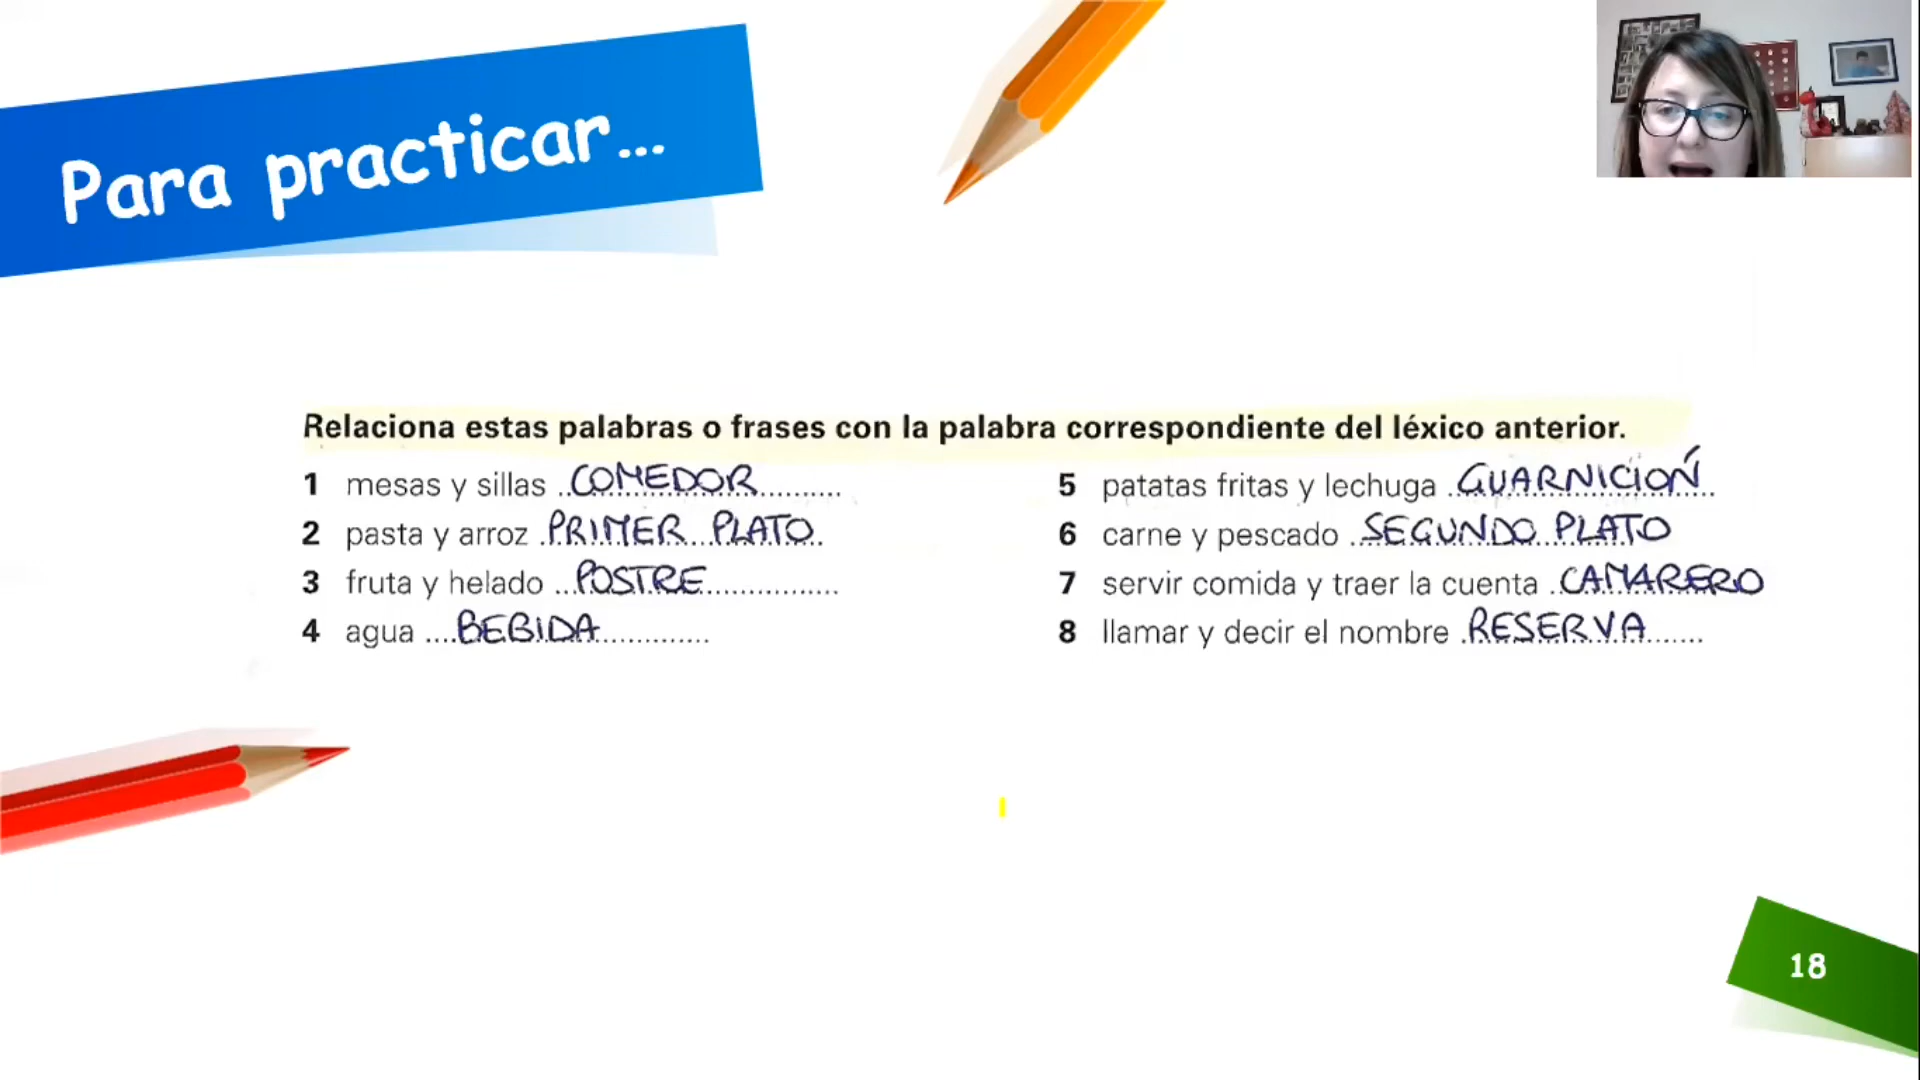 Para practicar...
Relaciona estas palabras o frases con la palabra correspondiente del léxico anterior.
1 mesas y sillas ..COMEDOR..........
2 pasta y arroz .PRIMER PLATO.
3 fruta y helado ...POSTRE...............
4 agua ....BEBIDA..............
5 patatas fritas y lechuga .GUARNICIÓN..
6 carne y pescado .SEGUNDO PLATO
7 servir comida y traer la cuenta .CAMARERO
8 llamar y decir el nombre .RESERVA......
18